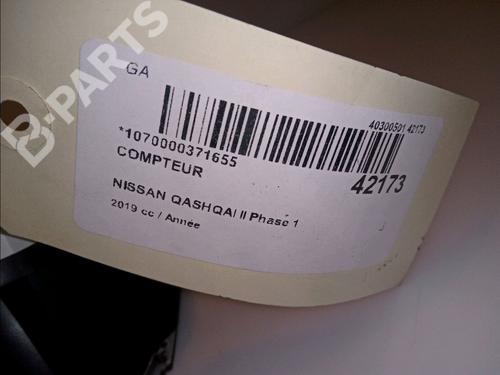 B-PARTS
GA
40300501 42173
*1070000371655
42173
COMPTEUR
NISSAN QASHQAI II Phase 1
2019 cc / Année